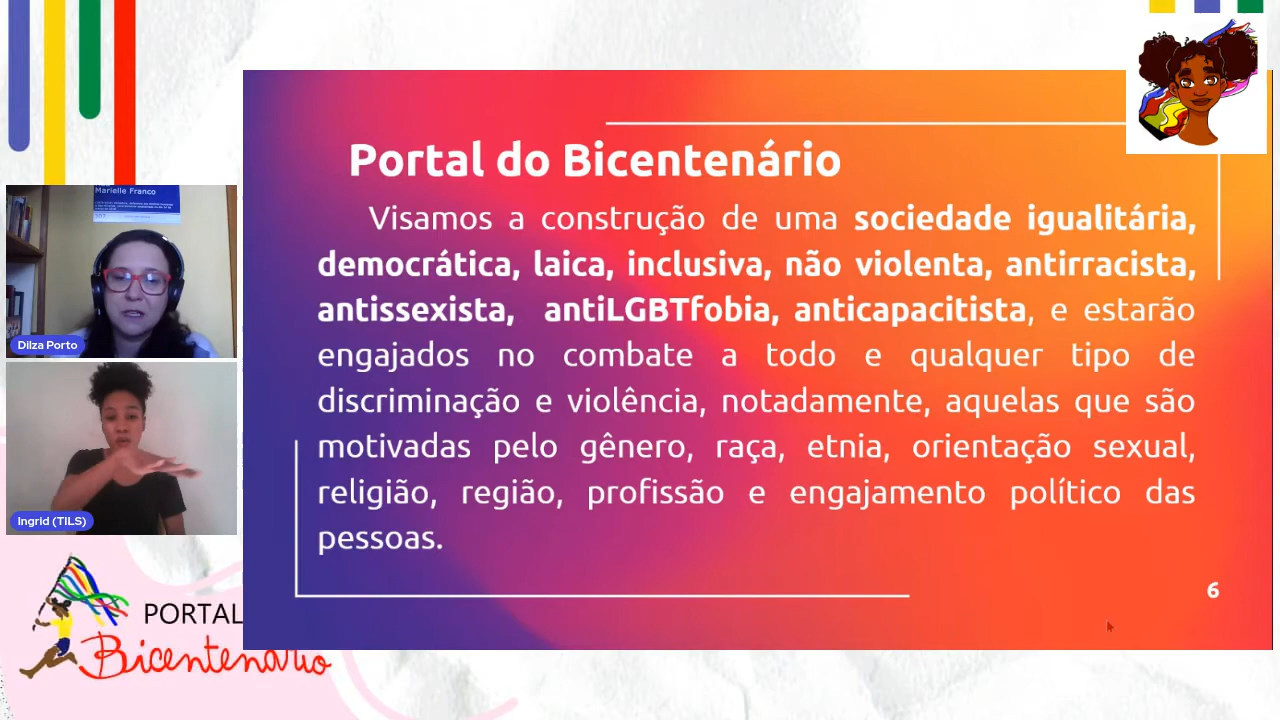 Portal do Bicentenário
Visamos a construção de uma sociedade igualitária,
democrática, laica, inclusiva, não violenta, antirracista,
antissexista, antiLGBTfobia, anticapacitista, e estarão
engajados no combate a todo e qualquer tipo de
discriminação e violência, notadamente, aquelas que são
motivadas pelo gênero, raça, etnia, orientação sexual,
religião, região, profissão e engajamento político das
pessoas.
6
Marielle Franco
Dilza Porto
Ingrid (TILS)
PORTAL
Bicentenário